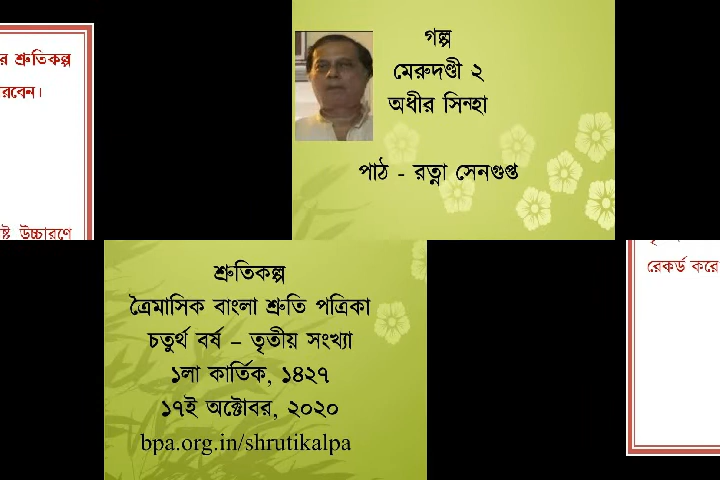 র শ্রুতিকল্প
রবেন।
ষ্ট উচ্চারণে
গল্প
মেরুদণ্ডী ২
অধীর সিনহা
পাঠ - রত্না সেনগুপ্ত
শ্রুতিকল্প
ত্রৈমাসিক বাংলা শ্রুতি পত্রিকা
চতুর্থ বর্ষ – তৃতীয় সংখ্যা
১লা কার্তিক, ১৪২৭
১৭ই অক্টোবর, ২০২০
bpa.org.in/shrutikalpa
রেকর্ড করে